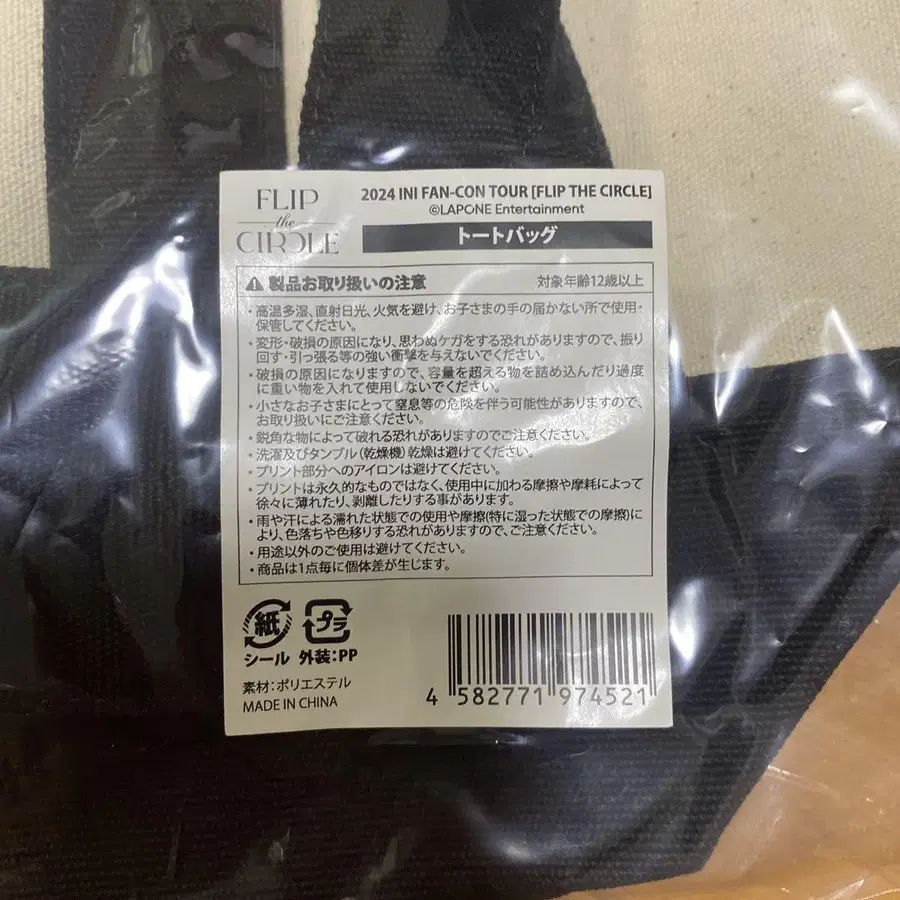 FLIP
the
CIRCLE
2024 INI FAN-CON TOUR [FLIP THE CIRCLE]
©LAPONE Entertainment
トートバッグ
製品お取り扱いの注意
対象年齢12歳以上
・高温多湿、直射日光、火気を避け、お子さまの手の届かない所で使用・
保管してください。
・変形・破損の原因になり、思わぬケガをする恐れがありますので、振り
回す・引っ張る等の強い衝撃を与えないでください。
・破損の原因になりますので、容量を超える物を詰め込んだり過度
に重い物を入れて使用しないでください。
・小さなお子さまにとって窒息等の危険を伴う可能性がありますので、
お取り扱いにご注意ください。
・鋭角な物によって破れる恐れがありますのでご注意ください。
・洗濯及びタンブル(乾燥機)乾燥は避けてください。
・プリント部分へのアイロンは避けてください。
・プリントは永久的なものではなく、使用中に加わる摩擦や摩耗によって
徐々に薄れたり、剥離したりする事があります。
・雨や汗による濡れた状態での使用や摩擦(特に湿った状態での摩擦)に
より、色落ちや色移りする恐れがありますので、ご注意ください。
・用途以外のご使用は避けてください。
・商品は1点毎に個体差が生じます。
紙
プラ
シール 外装:PP
素材:ポリエステル
MADE IN CHINA
4 582771 974521